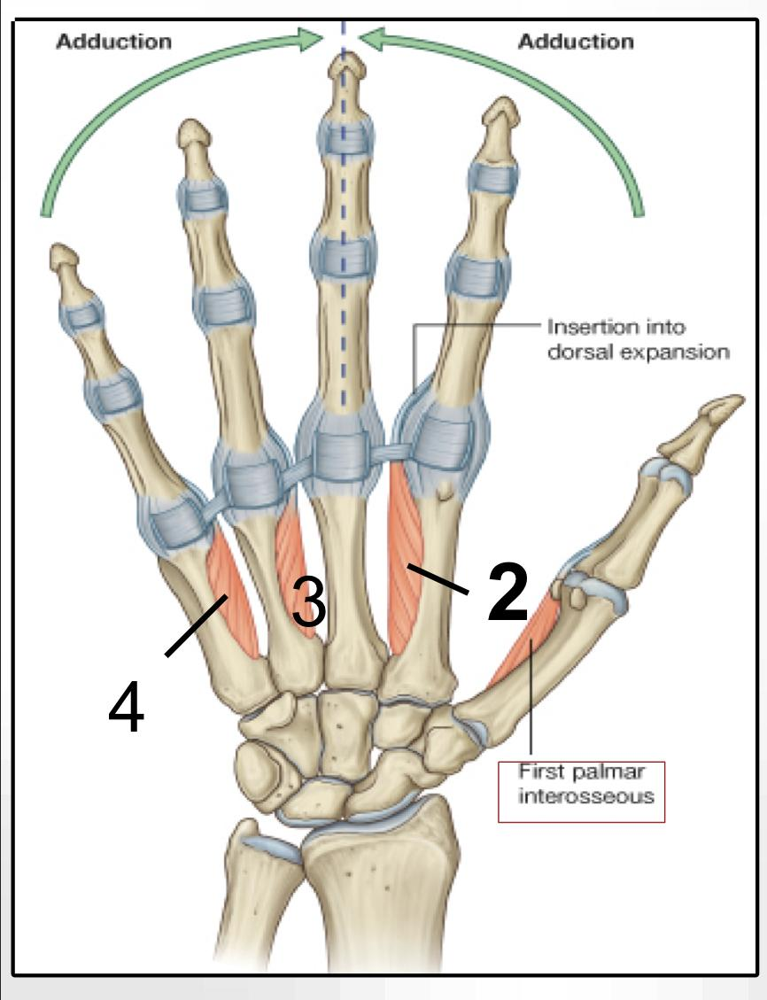 Adduction
Adduction
Insertion into
dorsal expansion
2
3
4
First palmar
interosseous